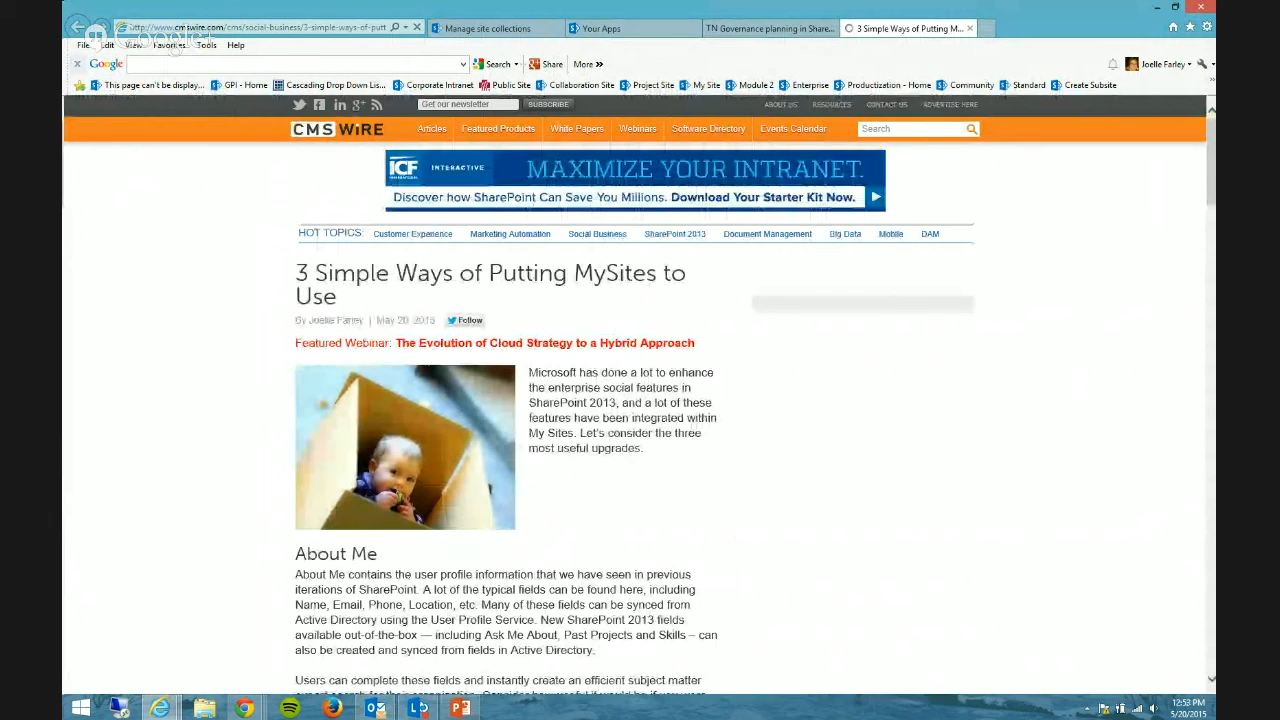 http://www.cmswire.com/cms/social-business/3-simple-ways-of-putt
Manage site collections
Your Apps
TN Governance planning in Share...
3 Simple Ways of Putting M...
Google+
File Edit View Favorites Tools Help
x Google Search Share More »
Joelle Farley
This page can't be display...
GPI - Home
Cascading Drop Down Lis...
Corporate Intranet
Public Site
Collaboration Site
Project Site
My Site
Module 2
Enterprise
Productization - Home
Community
Standard
Create Subsite
Get our newsletter SUBSCRIBE ABOUT US RESOURCES CONTACT US ADVERTISE HERE
CMSWiRE Articles Featured Products White Papers Webinars Software Directory Events Calendar Search
ICF INTERACTIVE MAXIMIZE YOUR INTRANET.
Discover how SharePoint Can Save You Millions. Download Your Starter Kit Now.
HOT TOPICS: Customer Experience Marketing Automation Social Business SharePoint 2013 Document Management Big Data Mobile DAM
3 Simple Ways of Putting MySites to
Use
By Joelle Farley | May 20, 2015 Follow
Featured Webinar: The Evolution of Cloud Strategy to a Hybrid Approach
Microsoft has done a lot to enhance
the enterprise social features in
SharePoint 2013, and a lot of these
features have been integrated within
My Sites. Let's consider the three
most useful upgrades.
About Me
About Me contains the user profile information that we have seen in previous
iterations of SharePoint. A lot of the typical fields can be found here, including
Name, Email, Phone, Location, etc. Many of these fields can be synced from
Active Directory using the User Profile Service. New SharePoint 2013 fields
available out-of-the-box — including Ask Me About, Past Projects and Skills – can
also be created and synced from fields in Active Directory.
Users can complete these fields and instantly create an efficient subject matter
12:53 PM
5/20/2015